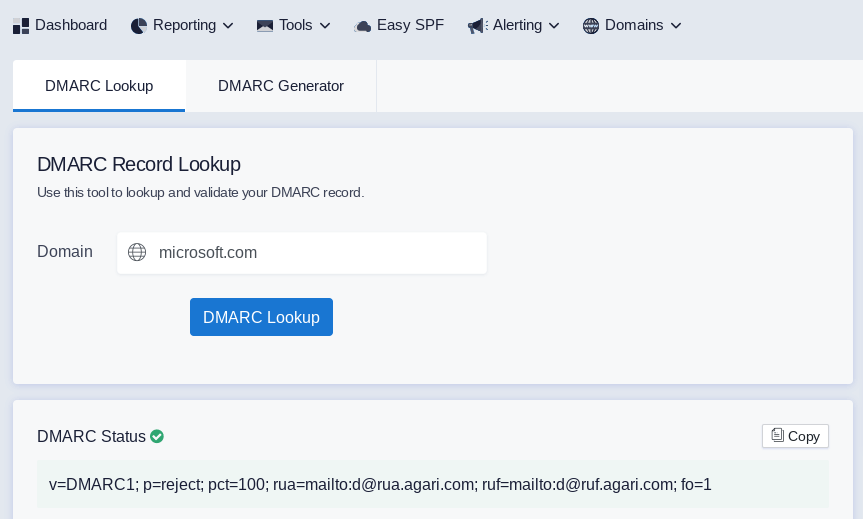 Dashboard Reporting Tools Easy SPF Alerting Domains
DMARC Lookup DMARC Generator
DMARC Record Lookup
Use this tool to lookup and validate your DMARC record.
Domain microsoft.com
DMARC Lookup
DMARC Status Copy
v=DMARC1; p=reject; pct=100; rua=mailto:d@rua.agari.com; ruf=mailto:d@ruf.agari.com; fo=1